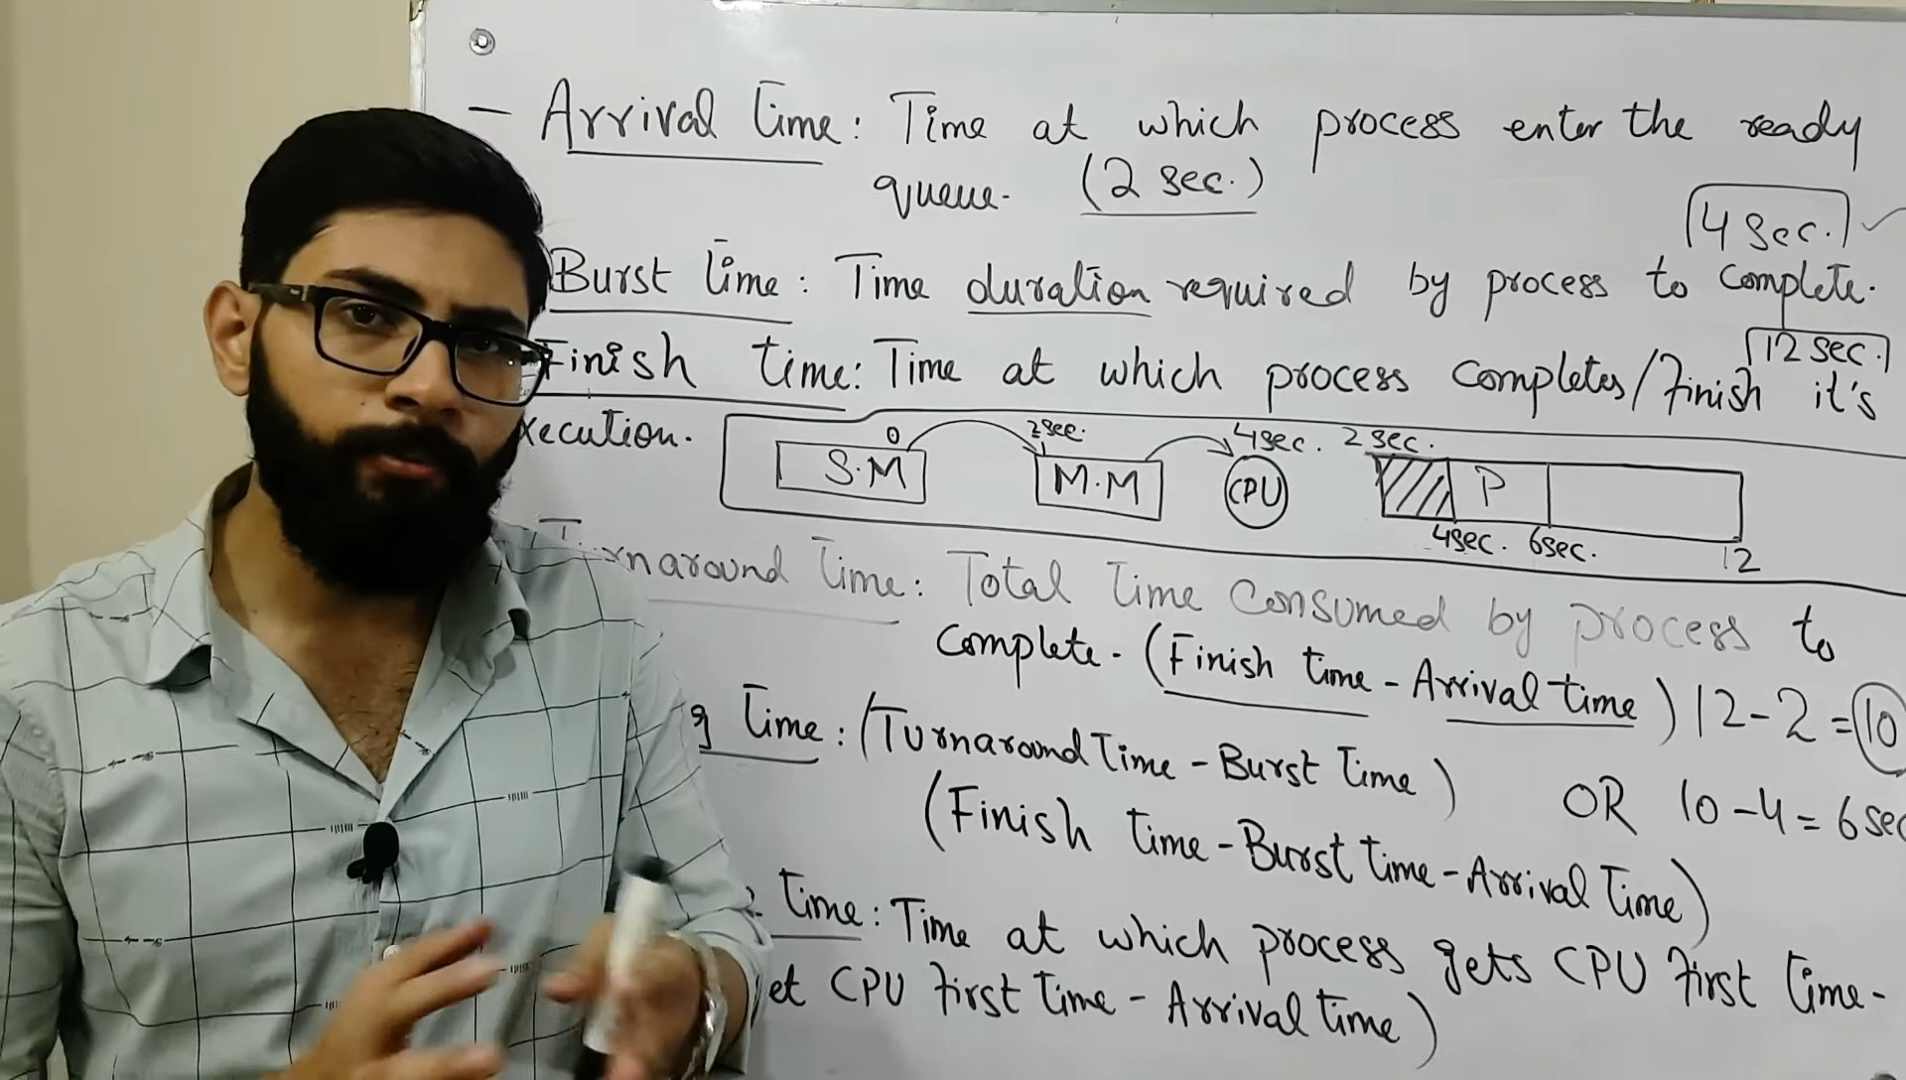 - Arrival Time: Time at which process enter the ready
queue. (2 sec.)
4 sec.
Burst Time: Time duration required by process to complete.
12 sec.
Finish time: Time at which process completes/finish it's
xecution.
0 2sec. 4sec. 2 sec.
S.M M.M CPU P
4sec. 6sec. 12
Turnaround Time: Total Time Consumed by process to
complete. (Finish time - Arrival time) 12-2=10
g Time: (Turnaround Time - Burst Time) OR 10-4=6sec
(Finish time - Burst time - Arrival Time)
Time: Time at which process gets CPU first time-
et CPU first time - Arrival time)